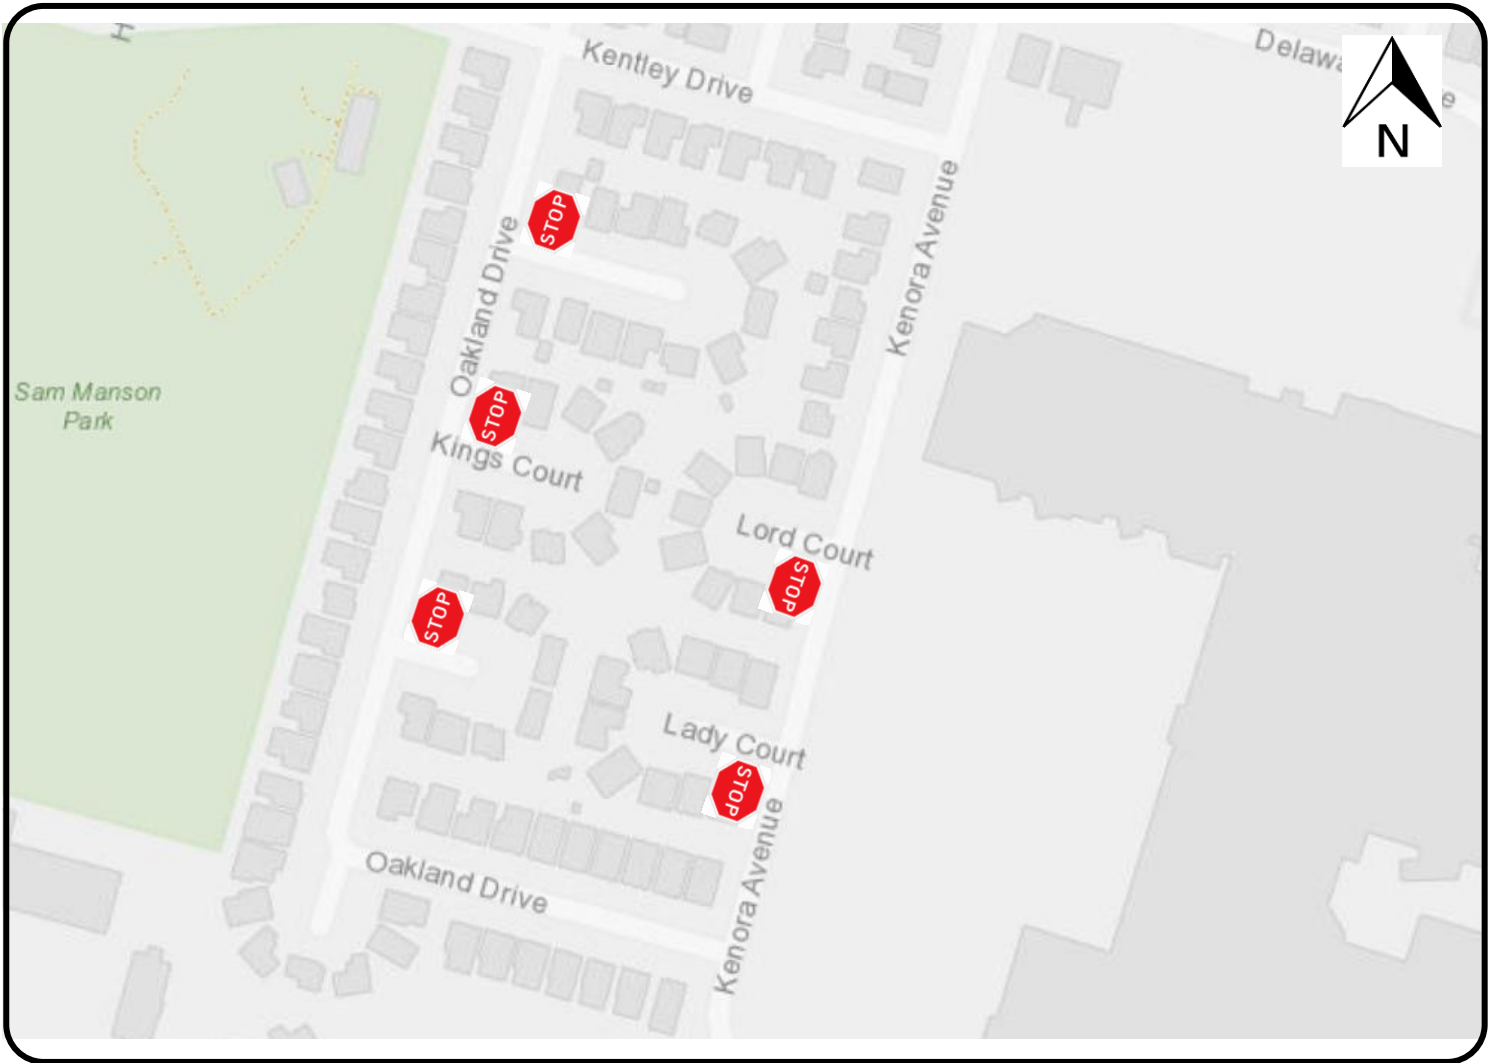 H
Kentley Drive
Delawa
e
N
STOP
Oakland Drive
Kenora Avenue
Sam Manson
Park
STOP
Kings Court
Lord Court
STOP
STOP
Lady Court
STOP
Kenora Avenue
Oakland Drive